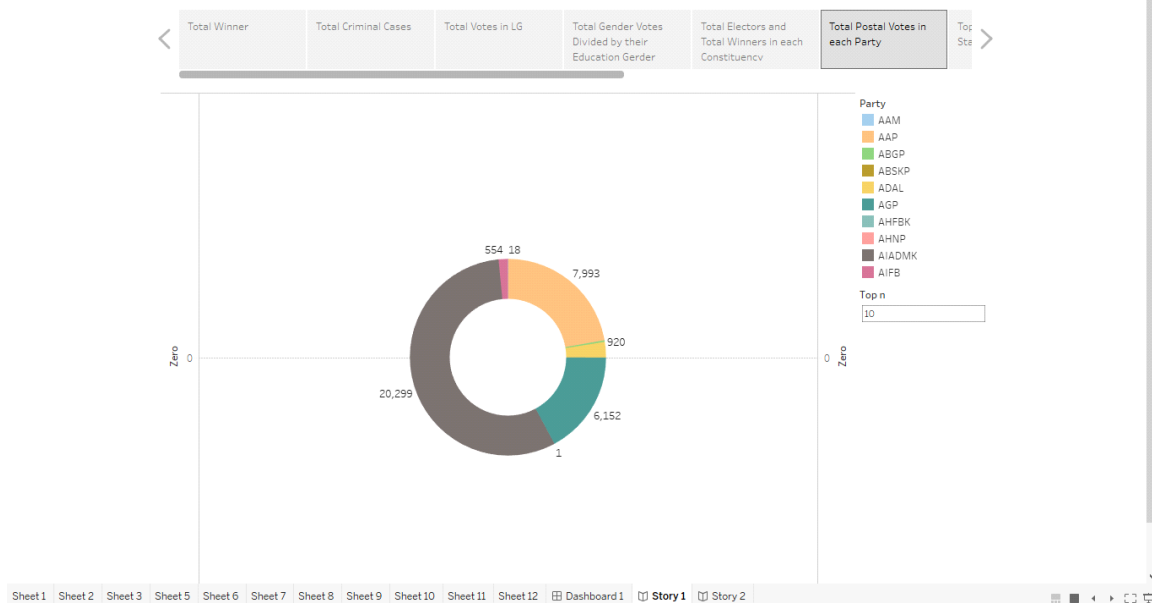 Total Winner
Total Criminal Cases
Total Votes in LG
Total Gender Votes
Divided by their
Education Gerder
Total Electors and
Total Winners in each
Constituency
Total Postal Votes in
each Party
Top
Sta
Party
AAM
AAP
ABGP
ABSKP
ADAL
AGP
AHFBK
AHNP
AIADMK
AIFB
Top n
10
554 18
7,993
920
Zero 0
0 Zero
20,299
6,152
1
Sheet 1 Sheet 2 Sheet 3 Sheet 5 Sheet 6 Sheet 7 Sheet 8 Sheet 9 Sheet 10 Sheet 11 Sheet 12 Dashboard 1 Story 1 Story 2